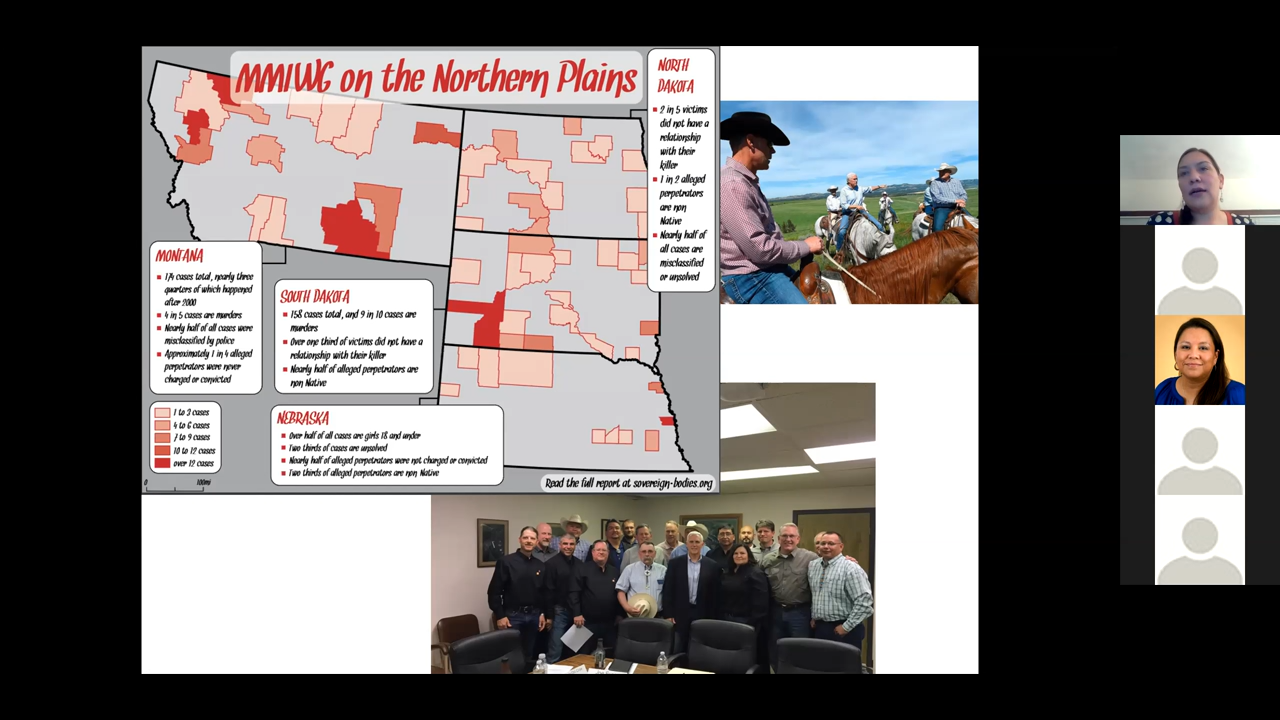 MMIWG on the Northern Plains
NORTH
DAKOTA
2 in 5 victims
did not have a
relationship
with their
killer
1 in 2 alleged
perpetrators
are non
Native
Nearly half of
all cases are
misclassified
or unsolved
MONTANA
174 cases total, nearly three
quarters of which happened
after 2000
4 in 5 cases are murders
Nearly half of all cases were
misclassified by police
Approximately 1 in 4 alleged
perpetrators were never
charged or convicted
SOUTH DAKOTA
158 cases total, and 9 in 10 cases are
murders
Over one third of victims did not have a
relationship with their killer
Nearly half of alleged perpetrators are
non Native
NEBRASKA
Over half of all cases are girls 18 and under
Two thirds of cases are unsolved
Nearly half of alleged perpetrators were not charged or convicted
Two thirds of alleged perpetrators are non Native
1 to 3 cases
4 to 6 cases
7 to 9 cases
10 to 12 cases
over 12 cases
0 100mi
Read the full report at sovereign-bodies.org